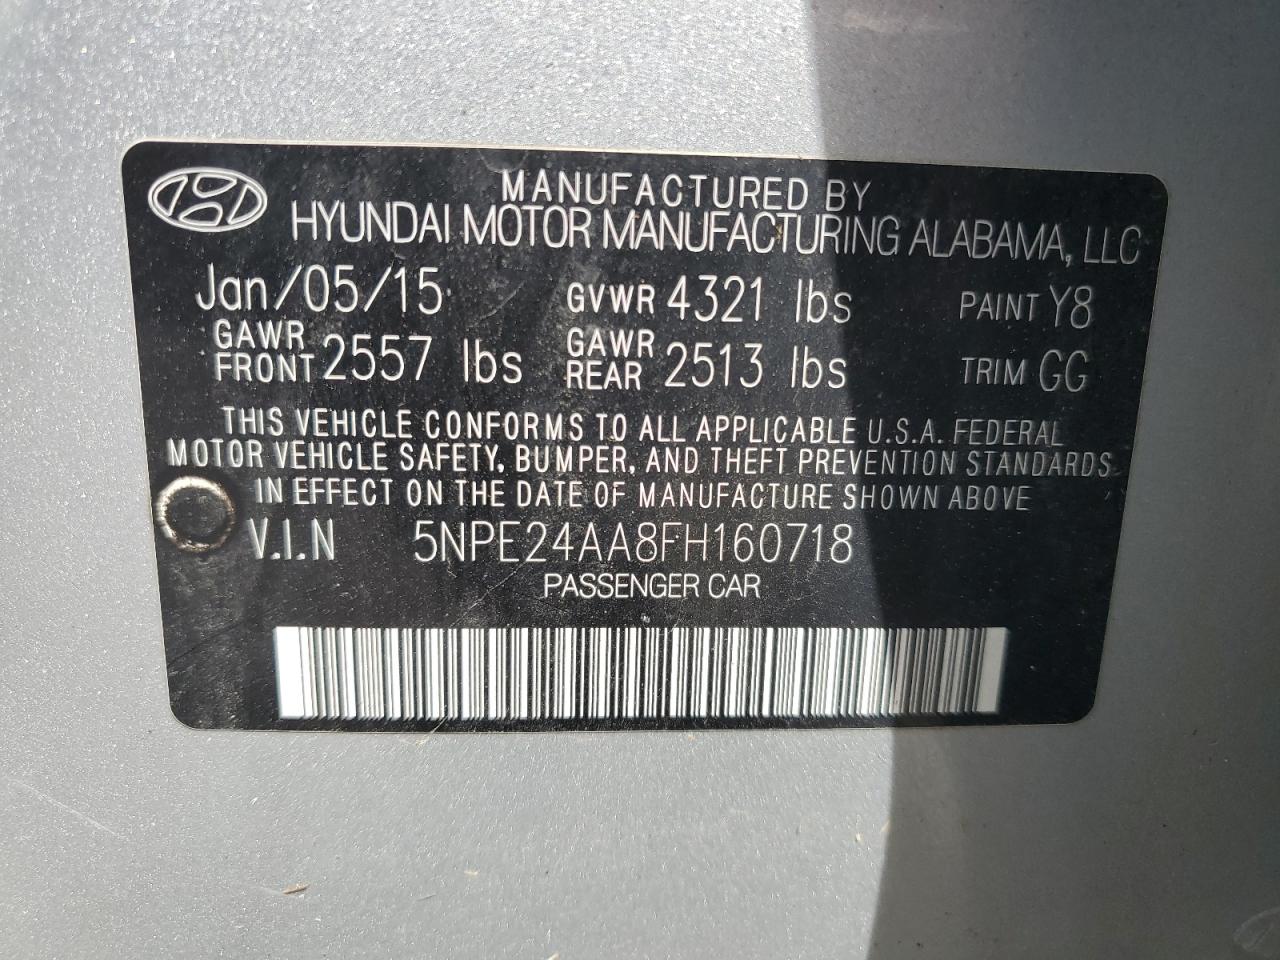 MANUFACTURED BY
HYUNDAI MOTOR MANUFACTURING ALABAMA, LLC
Jan/05/15 GVWR 4321 lbs PAINT Y8
GAWR FRONT 2557 lbs GAWR REAR 2513 lbs TRIM GG
THIS VEHICLE CONFORMS TO ALL APPLICABLE U.S.A. FEDERAL
MOTOR VEHICLE SAFETY, BUMPER, AND THEFT PREVENTION STANDARDS
IN EFFECT ON THE DATE OF MANUFACTURE SHOWN ABOVE
V.I.N 5NPE24AA8FH160718
PASSENGER CAR